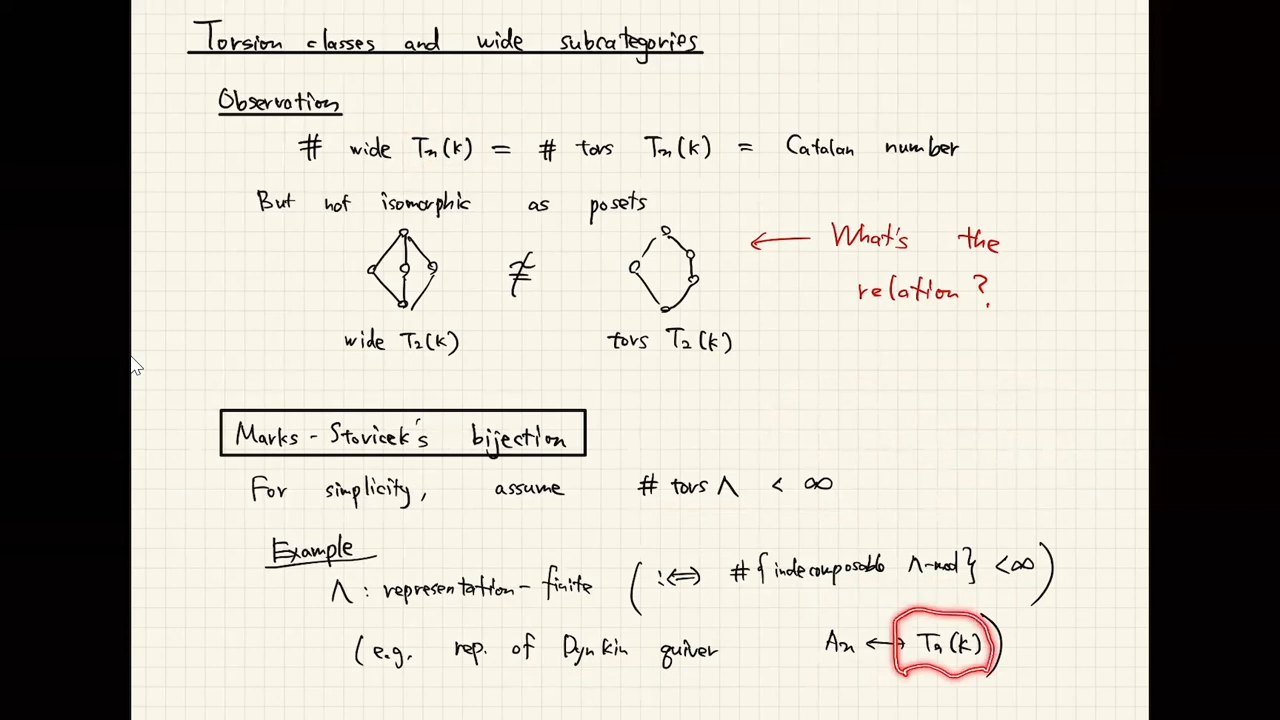 Torsion classes and wide subcategories
Observation
# wide Tₙ(k) = # tors Tₙ(k) = Catalan number
But not isomorphic as posets
≄
← What's the
relation?
wide T₂(k) tors T₂(k)
Marks - Stovicek's bijection
For simplicity, assume # tors Λ < ∞
Example
Λ : representation-finite ( :⇔ # {indecomposable Λ-mod} < ∞ )
(e.g. rep. of Dynkin quiver Aₙ ↔ Tₙ(k))